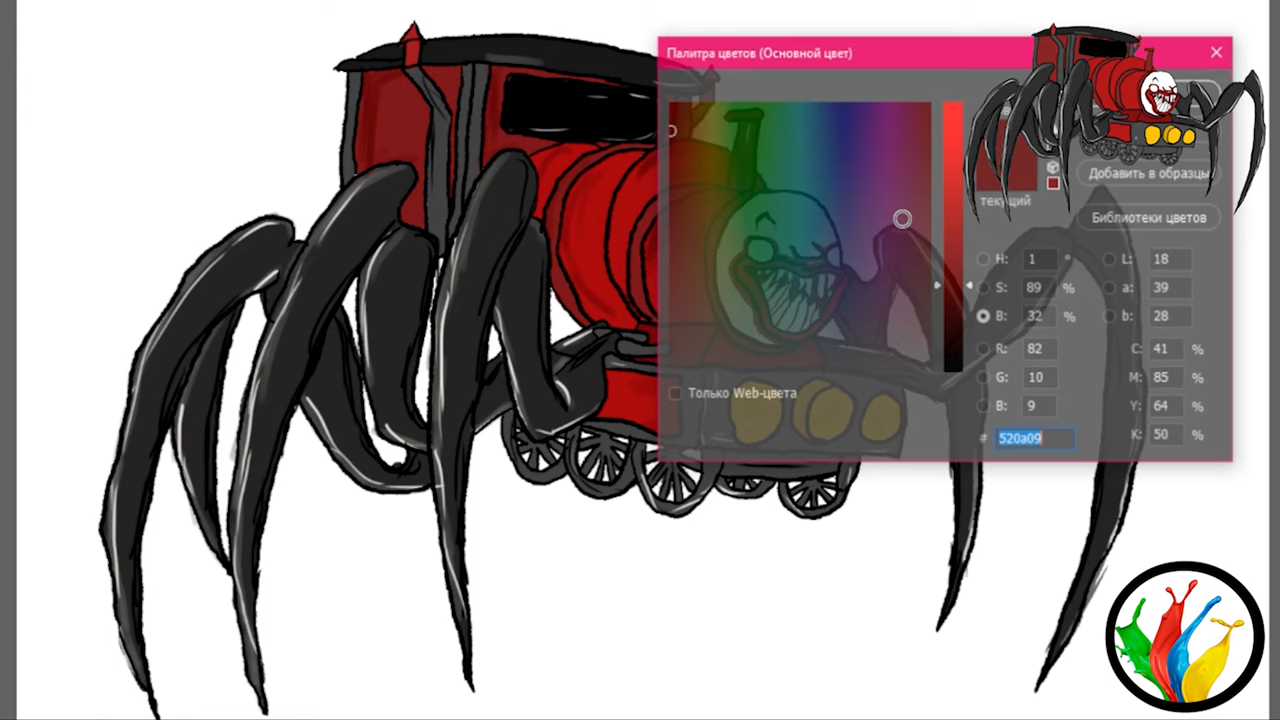 Палитра цветов (Основной цвет)
Добавить в образцы
текущий
Библиотеки цветов
H: 1 °
L: 18
S: 89 %
a: 39
B: 32 %
b: 28
R: 82
C: 41 %
G: 10
M: 85 %
B: 9
Y: 64 %
# 520a09
K: 50 %
Только Web-цвета